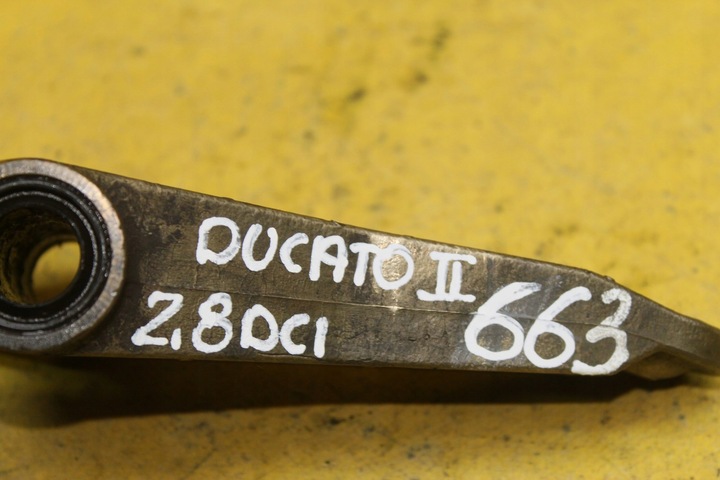 DUCATO II
2,8DCI 663